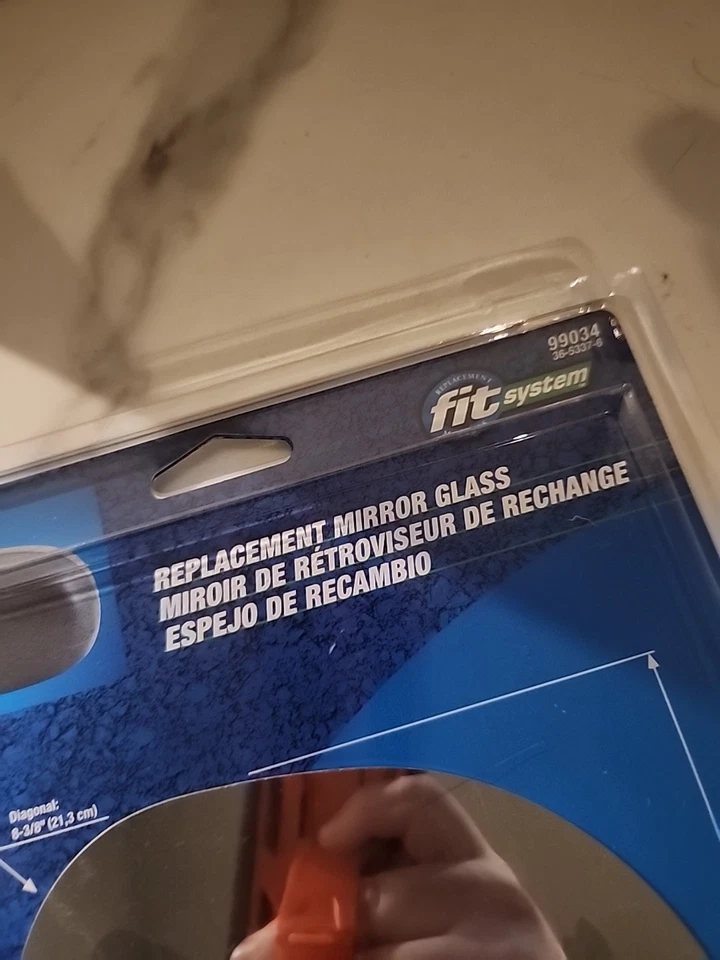 99034
36-5337-6
REPLACEMENT
fit system
REPLACEMENT MIRROR GLASS
MIROIR DE RÉTROVISEUR DE RECHANGE
ESPEJO DE RECAMBIO
Diagonal:
8-3/8" (21,3 cm)